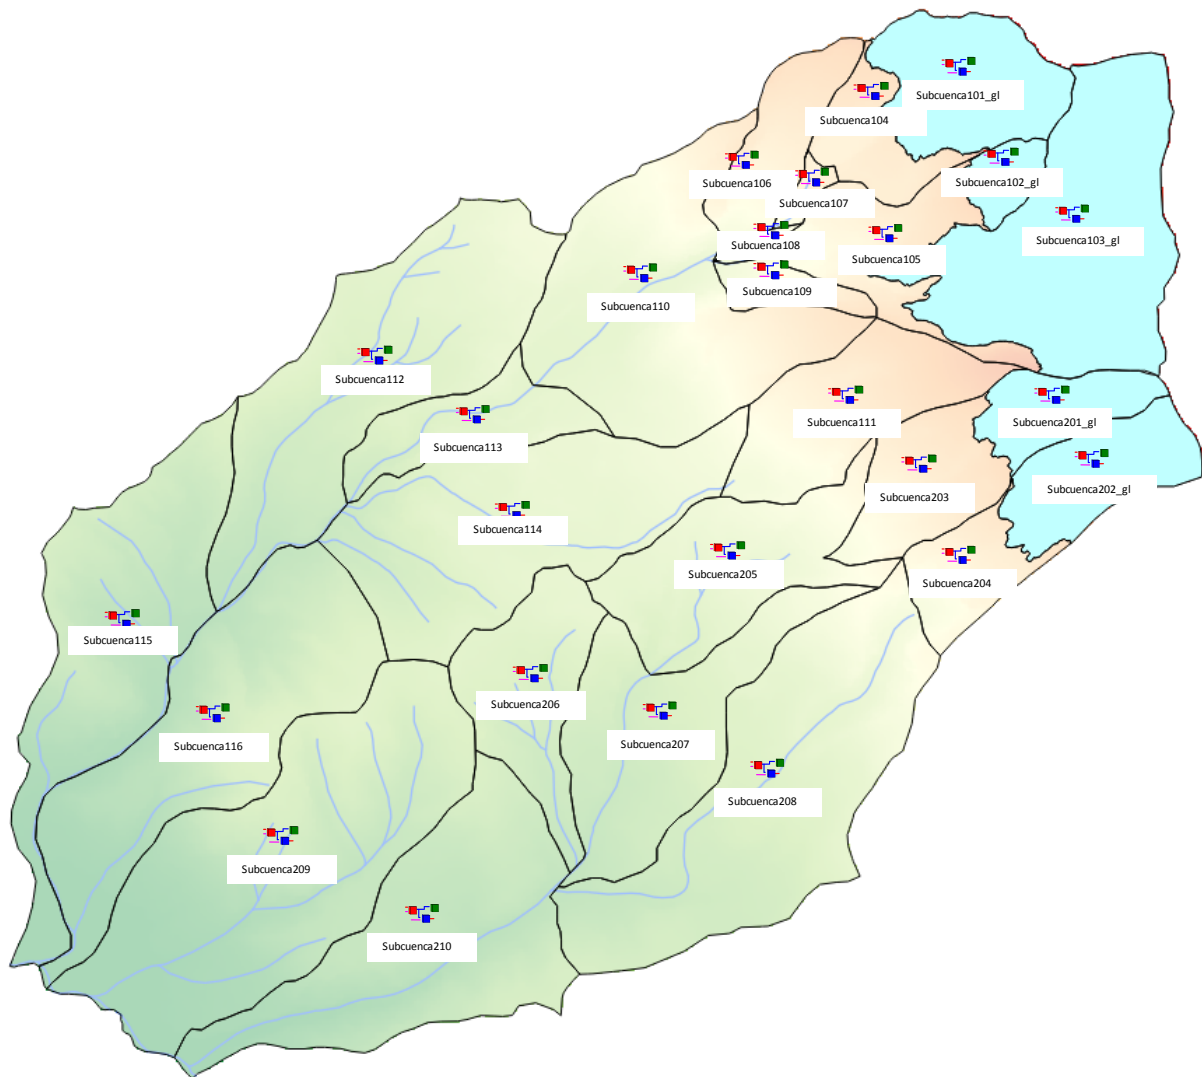 Subcuenca101_gl
Subcuenca104
Subcuenca102_gl
Subcuenca106
Subcuenca107
Subcuenca103_gl
Subcuenca108
Subcuenca105
Subcuenca109
Subcuenca110
Subcuenca112
Subcuenca111
Subcuenca201_gl
Subcuenca113
Subcuenca202_gl
Subcuenca203
Subcuenca114
Subcuenca205
Subcuenca204
Subcuenca115
Subcuenca206
Subcuenca116
Subcuenca207
Subcuenca208
Subcuenca209
Subcuenca210